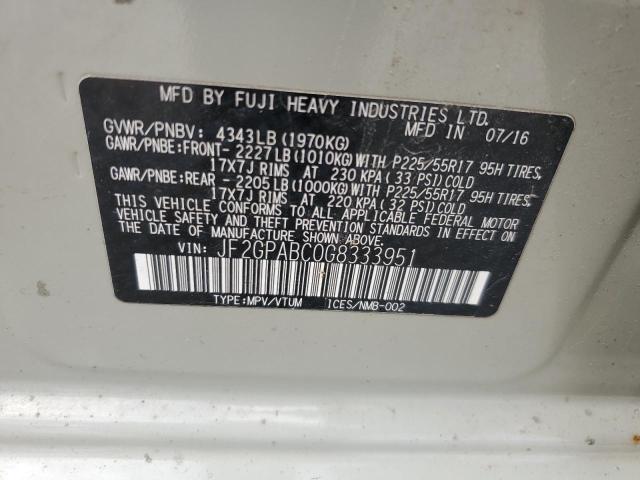 MFD BY FUJI HEAVY INDUSTRIES LTD.
MFD IN 07/16
GVWR/PNBV: 4343LB(1970KG)
GAWR/PNBE:FRONT- 2227LB(1010KG)WITH P225/55R17 95H TIRES,
17X7J RIMS AT 230 KPA(33 PSI)COLD
GAWR/PNBE:REAR - 2205LB(1000KG)WITH P225/55R17 95H TIRES,
17X7J RIMS AT 220 KPA(32 PSI)COLD
THIS VEHICLE CONFORMS TO ALL APPLICABLE FEDERAL MOTOR
VEHICLE SAFETY AND THEFT PREVENTION STANDARDS IN EFFECT ON
THE DATE OF MANUFACTURE SHOWN ABOVE.
VIN: JF2GPABC0G8333951
TYPE:MPV/VTUM ICES/NMB-002